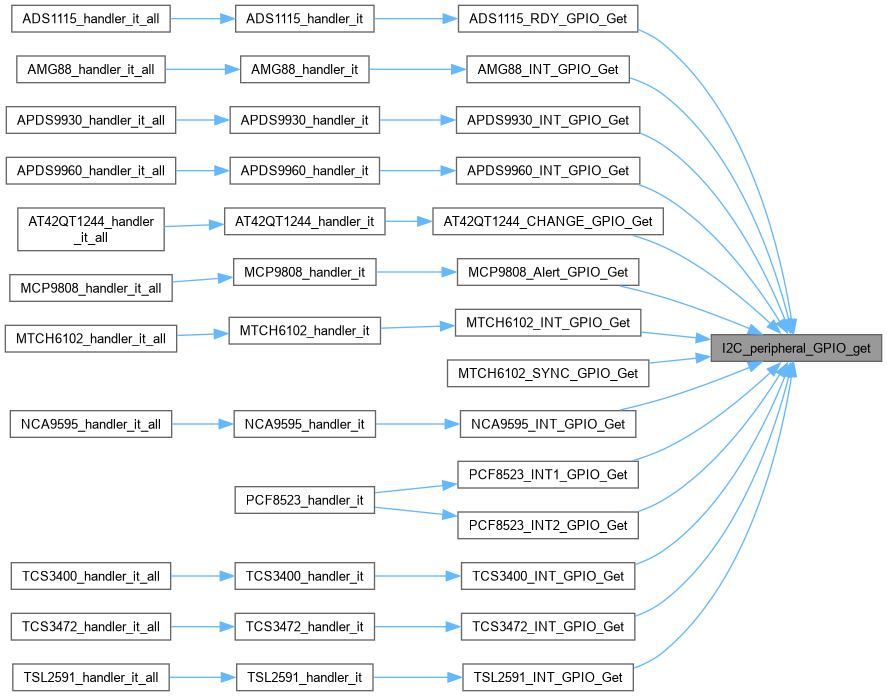 ADS1115_handler_it_all
ADS1115_handler_it
ADS1115_RDY_GPIO_Get
AMG88_handler_it_all
AMG88_handler_it
AMG88_INT_GPIO_Get
APDS9930_handler_it_all
APDS9930_handler_it
APDS9930_INT_GPIO_Get
APDS9960_handler_it_all
APDS9960_handler_it
APDS9960_INT_GPIO_Get
AT42QT1244_handler
_it_all
AT42QT1244_handler_it
AT42QT1244_CHANGE_GPIO_Get
MCP9808_handler_it_all
MCP9808_handler_it
MCP9808_Alert_GPIO_Get
MTCH6102_handler_it_all
MTCH6102_handler_it
MTCH6102_INT_GPIO_Get
I2C_peripheral_GPIO_get
MTCH6102_SYNC_GPIO_Get
NCA9595_handler_it_all
NCA9595_handler_it
NCA9595_INT_GPIO_Get
PCF8523_handler_it
PCF8523_INT1_GPIO_Get
PCF8523_INT2_GPIO_Get
TCS3400_handler_it_all
TCS3400_handler_it
TCS3400_INT_GPIO_Get
TCS3472_handler_it_all
TCS3472_handler_it
TCS3472_INT_GPIO_Get
TSL2591_handler_it_all
TSL2591_handler_it
TSL2591_INT_GPIO_Get